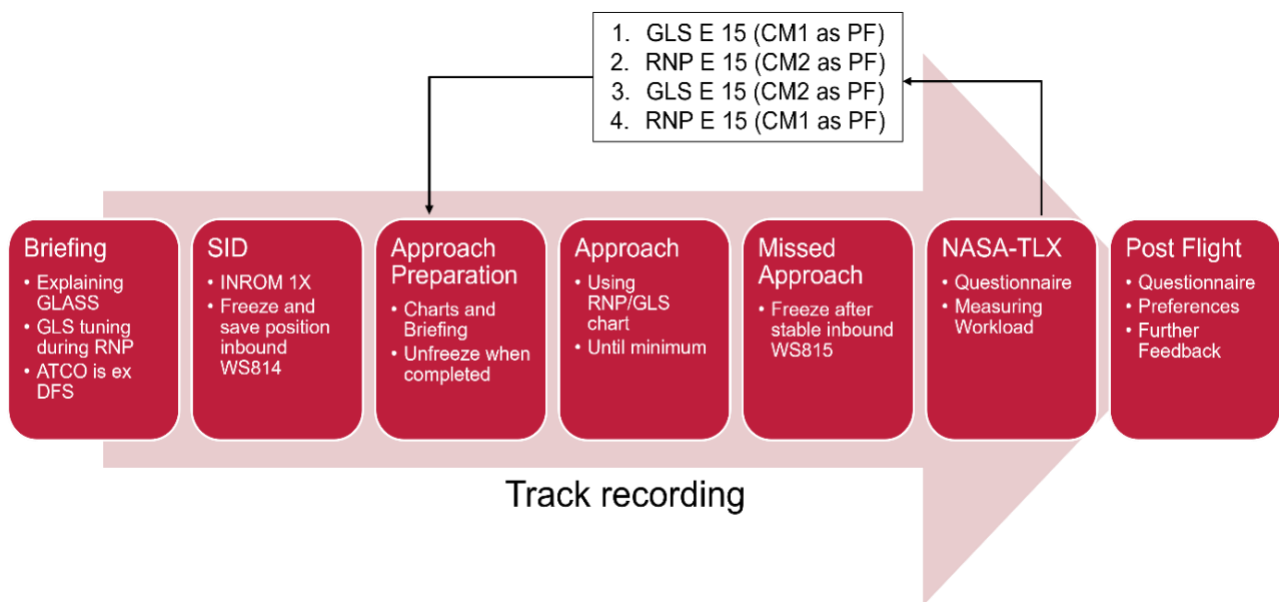 1. GLS E 15 (CM1 as PF)
2. RNP E 15 (CM2 as PF)
3. GLS E 15 (CM2 as PF)
4. RNP E 15 (CM1 as PF)
Briefing
• Explaining
GLASS
• GLS tuning
during RNP
• ATCO is ex
DFS
SID
• INROM 1X
• Freeze and
save position
inbound
WS814
Approach
Preparation
• Charts and
Briefing
• Unfreeze when
completed
Approach
• Using
RNP/GLS
chart
• Until minimum
Missed
Approach
• Freeze after
stable inbound
WS815
NASA-TLX
• Questionnaire
• Measuring
Workload
Post Flight
• Questionnaire
• Preferences
• Further
Feedback
Track recording